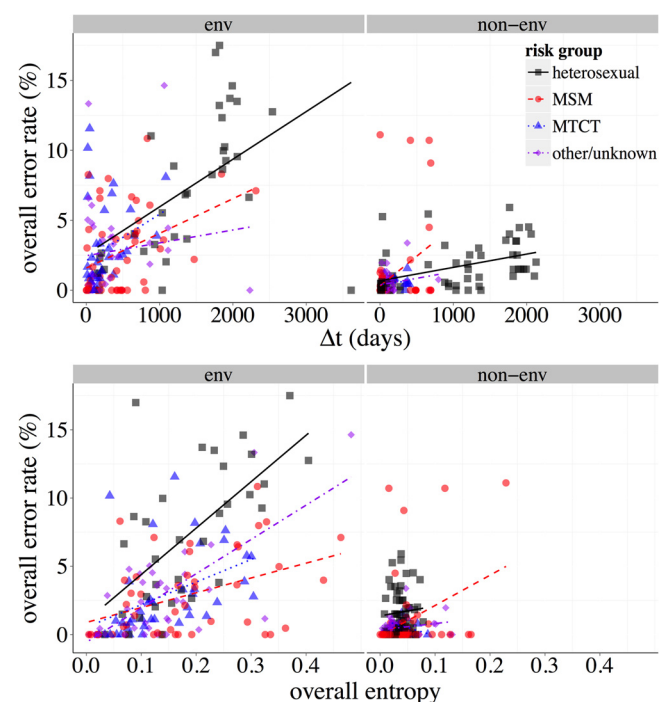 env non−env
risk group
heterosexual
MSM
MTCT
other/unknown
overall error rate (%)
15
10
5
0
0 1000 2000 3000 0 1000 2000 3000
Δt (days)
env non−env
overall error rate (%)
15
10
5
0
0.0 0.1 0.2 0.3 0.4 0.0 0.1 0.2 0.3 0.4
overall entropy